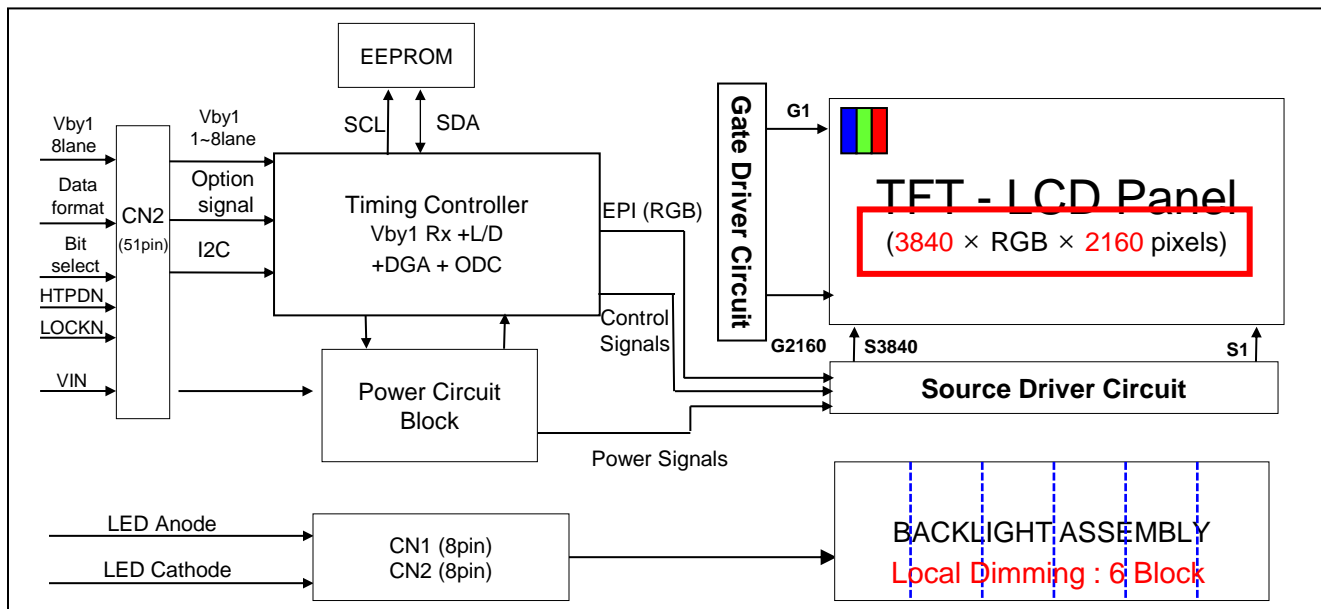 EEPROM
SCL
SDA
Vby1
8lane
Data
format
Bit
select
HTPDN
LOCKN
VIN
CN2
(51pin)
Vby1
1~8lane
Option
signal
I2C
Timing Controller
Vby1 Rx +L/D
+DGA + ODC
EPI (RGB)
Control
Signals
Power Circuit
Block
Power Signals
Gate Driver Circuit
G1
G2160
TFT - LCD Panel
(3840 × RGB × 2160 pixels)
S3840
S1
Source Driver Circuit
LED Anode
LED Cathode
CN1 (8pin)
CN2 (8pin)
BACKLIGHT ASSEMBLY
Local Dimming : 6 Block